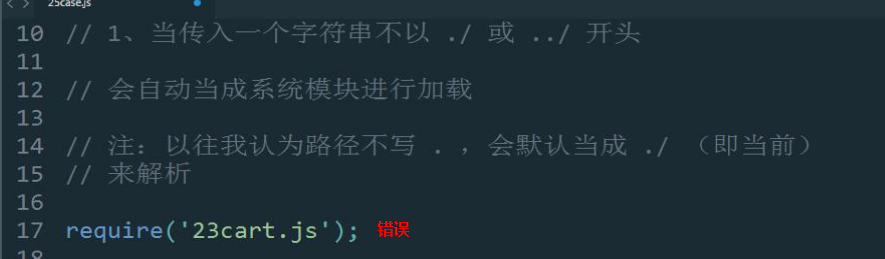 25case.js
10 // 1、当传入一个字符串不以 ./ 或 ../ 开头
11
12 // 会自动当成系统模块进行加载
13
14 // 注：以往我认为路径不写 . ，会默认当成 ./ （即当前）
15 // 来解析
16
17 require('23cart.js'); 错误
18